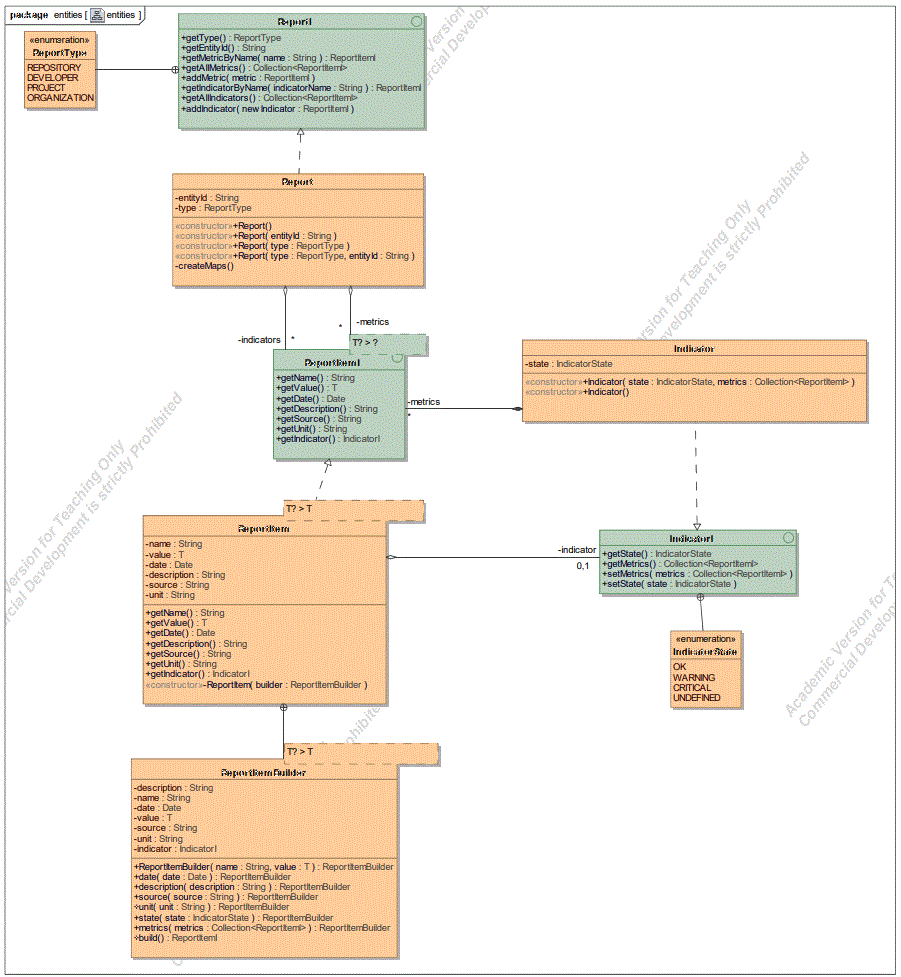 package entities [ entities ]
«enumeration»
ReportType
REPOSITORY
DEVELOPER
PROJECT
ORGANIZATION
ReportI
+getType() : ReportType
+getEntityId() : String
+getMetricByName( name : String ) : ReportItemI
+getAllMetrics() : Collection<ReportItemI>
+addMetric( metric : ReportItemI )
+getIndicatorByName( indicatorName : String ) : ReportItemI
+getAllIndicators() : Collection<ReportItemI>
+addIndicator( newIndicator : ReportItemI )
Report
-entityId : String
-type : ReportType
«constructor»+Report()
«constructor»+Report( entityId : String )
«constructor»+Report( type : ReportType )
«constructor»+Report( type : ReportType, entityId : String )
-createMaps()
-indicators
*
-metrics
*
T? > ?
ReportItemI
+getName() : String
+getValue() : T
+getDate() : Date
+getDescription() : String
+getSource() : String
+getUnit() : String
+getIndicator() : IndicatorI
-metrics
*
Indicator
-state : IndicatorState
«constructor»+Indicator( state : IndicatorState, metrics : Collection<ReportItemI> )
«constructor»+Indicator()
T? > T
ReportItem
-name : String
-value : T
-date : Date
-description : String
-source : String
-unit : String
+getName() : String
+getValue() : T
+getDate() : Date
+getDescription() : String
+getSource() : String
+getUnit() : String
+getIndicator() : IndicatorI
«constructor»-ReportItem( builder : ReportItemBuilder )
-indicator
0,1
IndicatorI
+getState() : IndicatorState
+getMetrics() : Collection<ReportItemI>
+setMetrics( metrics : Collection<ReportItemI> )
+setState( state : IndicatorState )
«enumeration»
IndicatorState
OK
WARNING
CRITICAL
UNDEFINED
T? > T
ReportItemBuilder
-description : String
-name : String
-date : Date
-value : T
-source : String
-unit : String
-indicator : IndicatorI
+ReportItemBuilder( name : String, value : T ) : ReportItemBuilder
+date( date : Date ) : ReportItemBuilder
+description( description : String ) : ReportItemBuilder
+source( source : String ) : ReportItemBuilder
+unit( unit : String ) : ReportItemBuilder
+state( state : IndicatorState ) : ReportItemBuilder
+metrics( metrics : Collection<ReportItemI> ) : ReportItemBuilder
+build() : ReportItemI
Version for Teaching Only
Commercial Development is strictly Prohibited
Academic Version for T
Commercial Develop